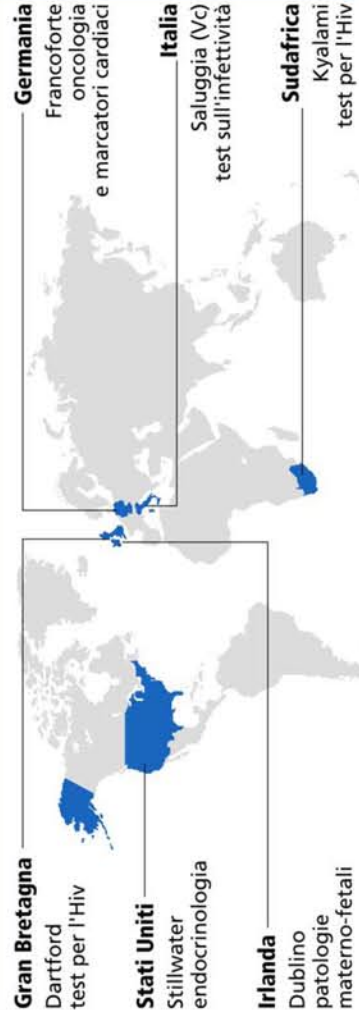 Gran Bretagna
Dartford
test per l'Hiv
Stati Uniti
Stillwater
endocrinologia
Irlanda
Dublino
patologie
materno-fetali
Germania
Francoforte
oncologia
e marcatori cardiaci
Italia
Saluggia (Vc)
test sull'infettività
Sudafrica
Kyalami
test per l'Hiv